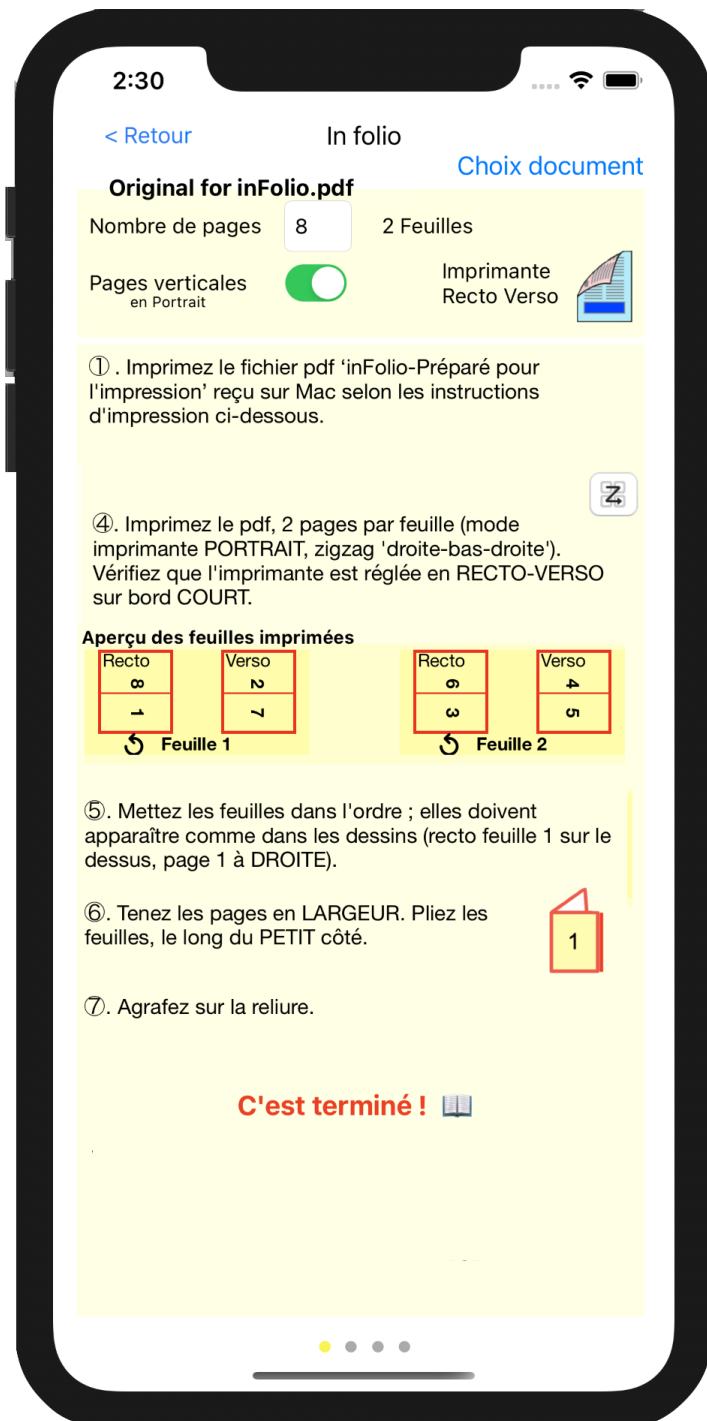 2:30
< Retour
In folio
Choix document
Original for inFolio.pdf
Nombre de pages 8 2 Feuilles
Pages verticales
en Portrait
Imprimante
Recto Verso
① . Imprimez le fichier pdf ‘inFolio-Préparé pour
l'impression’ reçu sur Mac selon les instructions
d'impression ci-dessous.
④. Imprimez le pdf, 2 pages par feuille (mode
imprimante PORTRAIT, zigzag 'droite-bas-droite').
Vérifiez que l'imprimante est réglée en RECTO-VERSO
sur bord COURT.
Aperçu des feuilles imprimées
Recto Verso Recto Verso
8 2 6 4
1 7 3 5
Feuille 1 Feuille 2
⑤. Mettez les feuilles dans l'ordre ; elles doivent
apparaître comme dans les dessins (recto feuille 1 sur le
dessus, page 1 à DROITE).
⑥. Tenez les pages en LARGEUR. Pliez les
feuilles, le long du PETIT côté.
1
⑦. Agrafez sur la reliure.
C'est terminé !